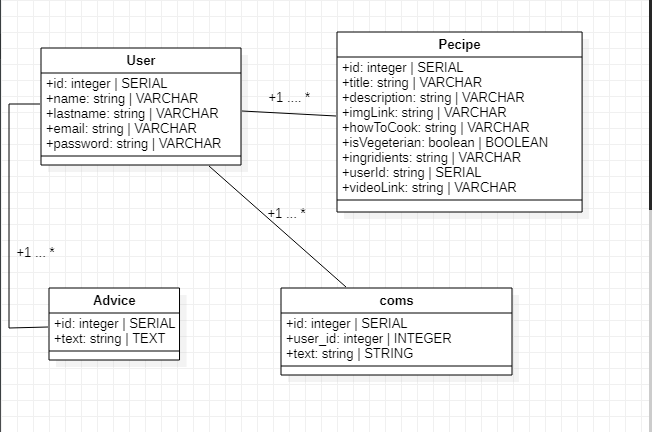 User
+id: integer | SERIAL
+name: string | VARCHAR
+lastname: string | VARCHAR
+email: string | VARCHAR
+password: string | VARCHAR
+1 .... *
Pecipe
+id: integer | SERIAL
+title: string | VARCHAR
+description: string | VARCHAR
+imgLink: string | VARCHAR
+howToCook: string | VARCHAR
+isVegeterian: boolean | BOOLEAN
+ingridients: string | VARCHAR
+userId: string | SERIAL
+videoLink: string | VARCHAR
+1 ... *
+1 ... *
Advice
+id: integer | SERIAL
+text: string | TEXT
coms
+id: integer | SERIAL
+user_id: integer | INTEGER
+text: string | STRING